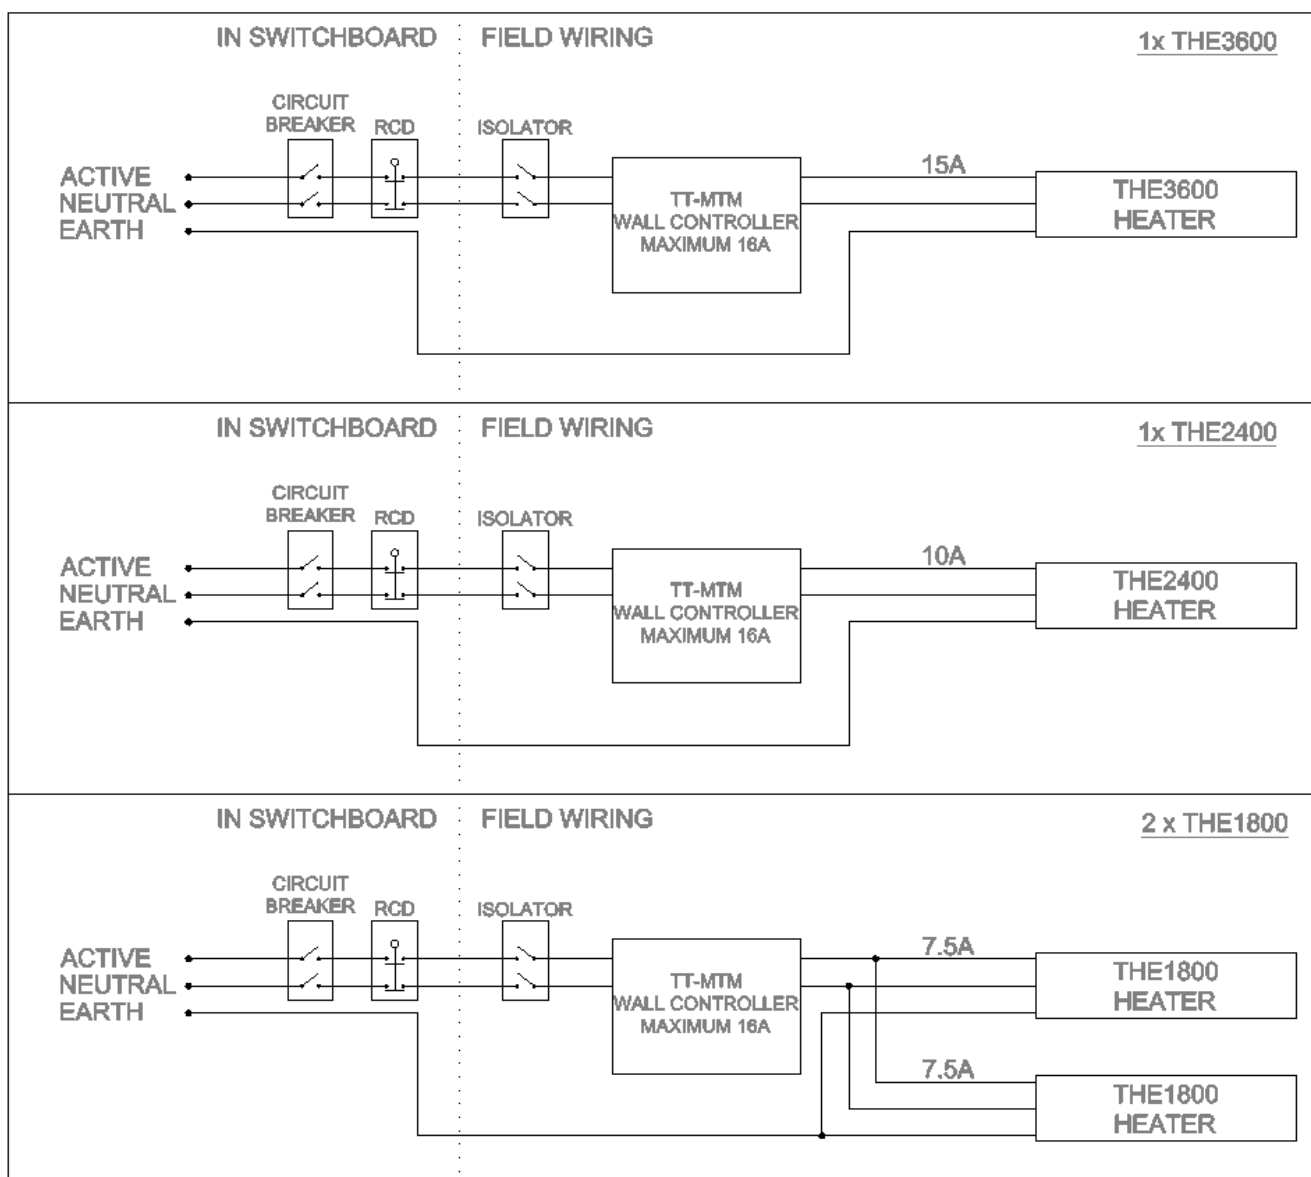 IN SWITCHBOARD
FIELD WIRING
1x THE3600
CIRCUIT
BREAKER
RCD
ISOLATOR
ACTIVE
NEUTRAL
EARTH
TT-MTM
WALL CONTROLLER
MAXIMUM 16A
15A
THE3600
HEATER
IN SWITCHBOARD
FIELD WIRING
1x THE2400
CIRCUIT
BREAKER
RCD
ISOLATOR
ACTIVE
NEUTRAL
EARTH
TT-MTM
WALL CONTROLLER
MAXIMUM 16A
10A
THE2400
HEATER
IN SWITCHBOARD
FIELD WIRING
2 x THE1800
CIRCUIT
BREAKER
RCD
ISOLATOR
ACTIVE
NEUTRAL
EARTH
TT-MTM
WALL CONTROLLER
MAXIMUM 16A
7.5A
THE1800
HEATER
7.5A
THE1800
HEATER